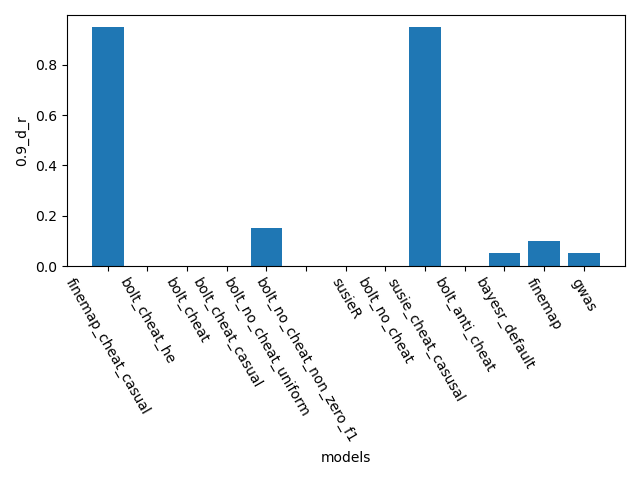 0.9_d_r
0.8
0.6
0.4
0.2
0.0
finemap_cheat_casual
bolt_cheat_he
bolt_cheat
bolt_cheat_casual
bolt_no_cheat_uniform
bolt_no_cheat_non_zero_f1
susieR
bolt_no_cheat
susie_cheat_casusal
bolt_anti_cheat
bayesr_default
finemap
gwas
models